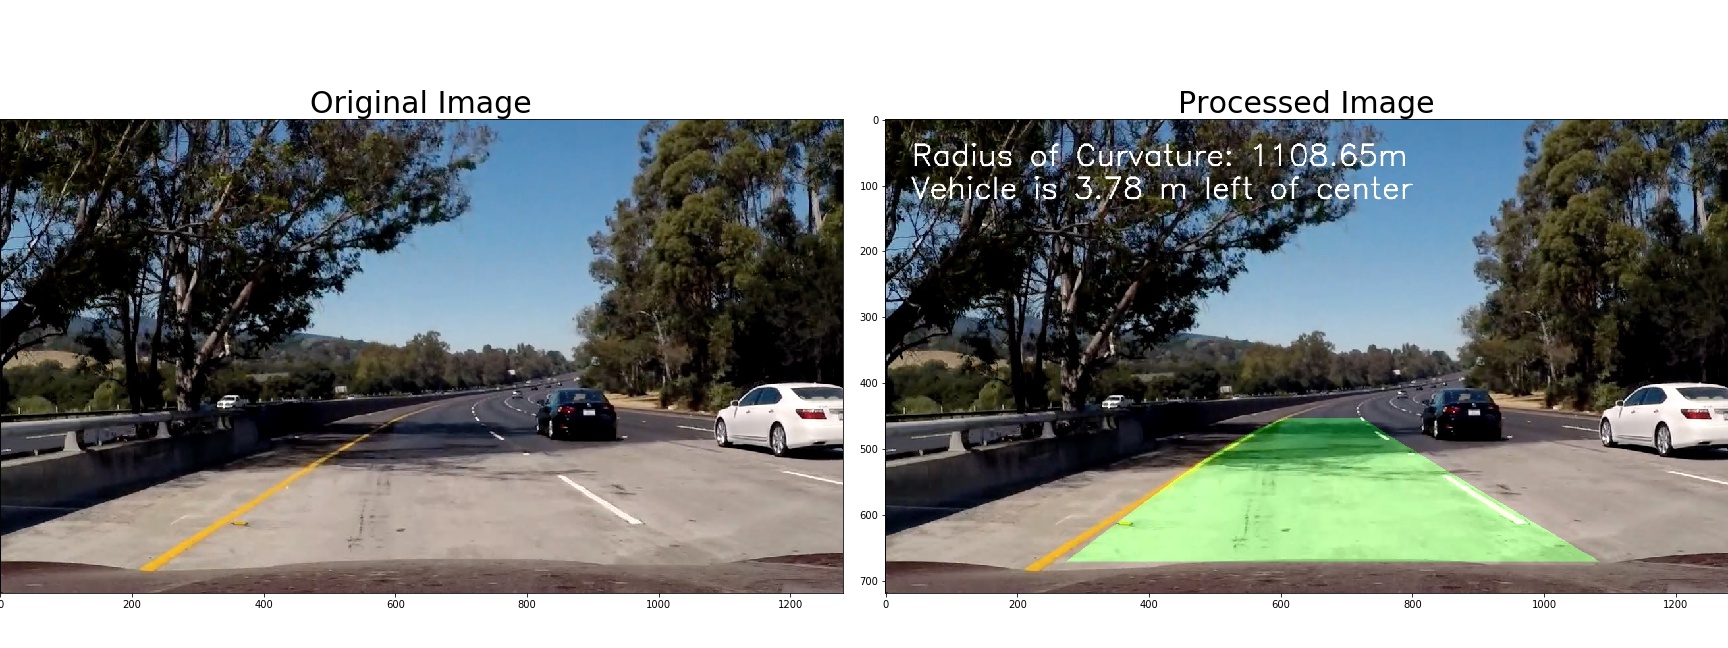 Original Image
Processed Image
Radius of Curvature: 1108.65m
Vehicle is 3.78 m left of center
0
100
200
300
400
500
600
700
0 200 400 600 800 1000 1200
0 200 400 600 800 1000 1200